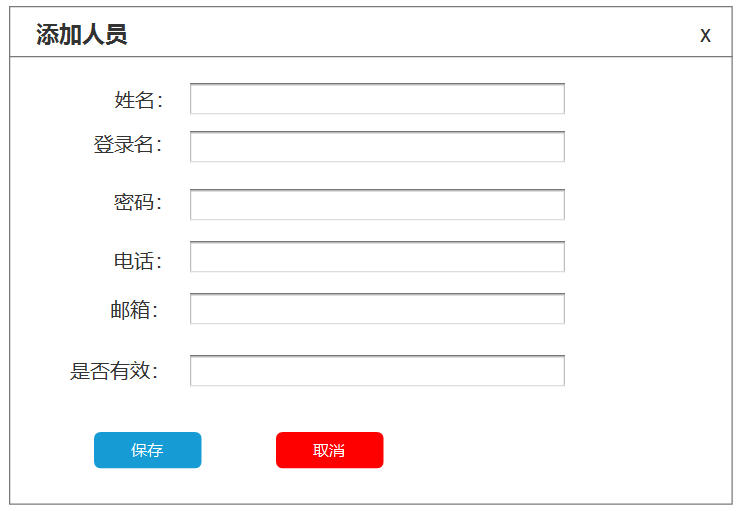 添加人员 x
姓名：
登录名：
密码：
电话：
邮箱：
是否有效：
保存 取消